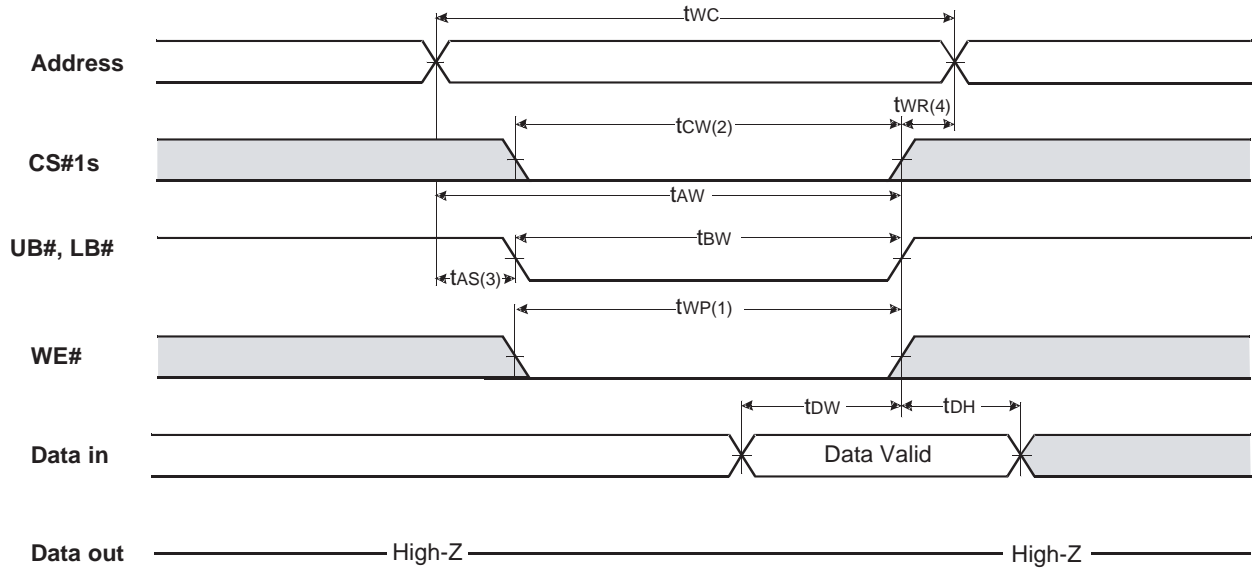 tWC
Address
tWR(4)
tCW(2)
CS#1s
tAW
UB#, LB#
tBW
tAS(3)
tWP(1)
WE#
tDW
tDH
Data in
Data Valid
Data out
High-Z
High-Z